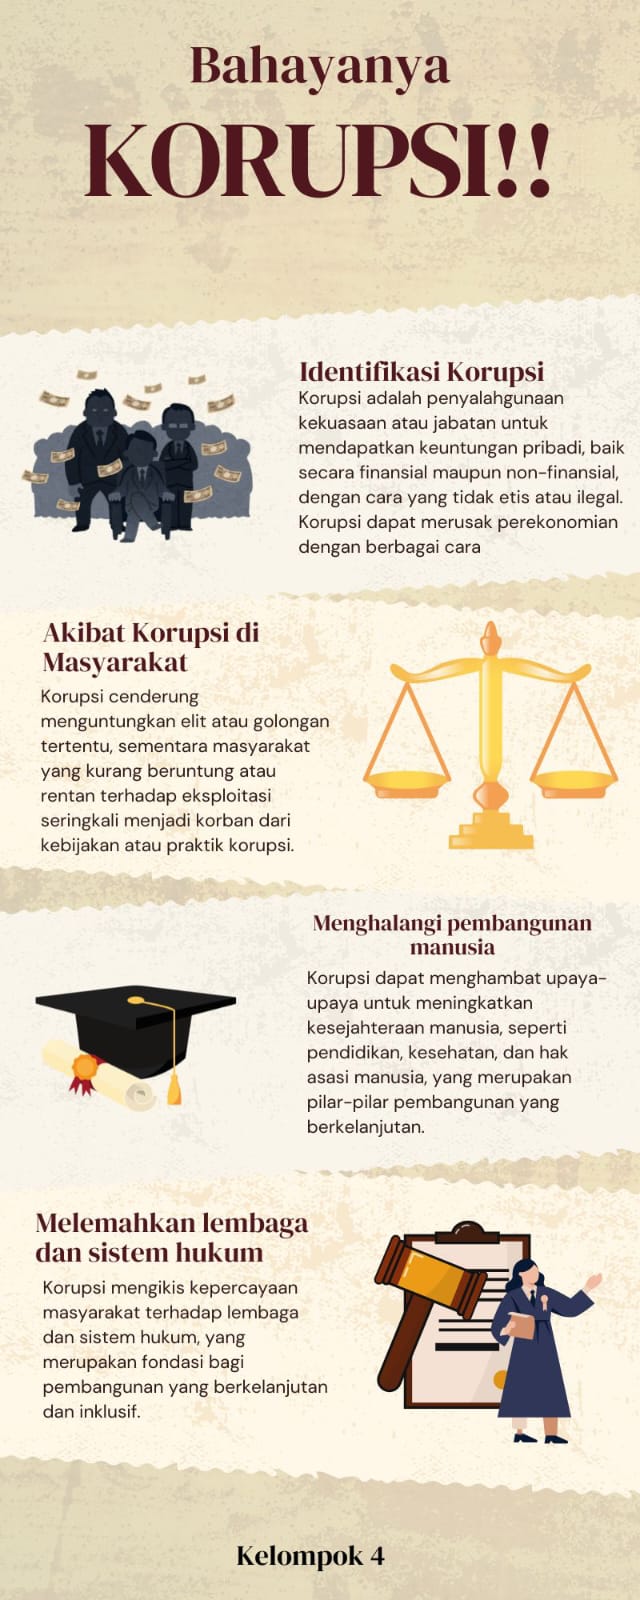 Bahayanya
KORUPSI!!
Identifikasi Korupsi
Korupsi adalah penyalahgunaan
kekuasaan atau jabatan untuk
mendapatkan keuntungan pribadi, baik
secara finansial maupun non-finansial,
dengan cara yang tidak etis atau ilegal.
Korupsi dapat merusak perekonomian
dengan berbagai cara
Akibat Korupsi di
Masyarakat
Korupsi cenderung
menguntungkan elit atau golongan
tertentu, sementara masyarakat
yang kurang beruntung atau
rentan terhadap eksploitasi
seringkali menjadi korban dari
kebijakan atau praktik korupsi.
Menghalangi pembangunan
manusia
Korupsi dapat menghambat upaya-
upaya untuk meningkatkan
kesejahteraan manusia, seperti
pendidikan, kesehatan, dan hak
asasi manusia, yang merupakan
pilar-pilar pembangunan yang
berkelanjutan.
Melemahkan lembaga
dan sistem hukum
Korupsi mengikis kepercayaan
masyarakat terhadap lembaga
dan sistem hukum, yang
merupakan fondasi bagi
pembangunan yang berkelanjutan
dan inklusif.
Kelompok 4